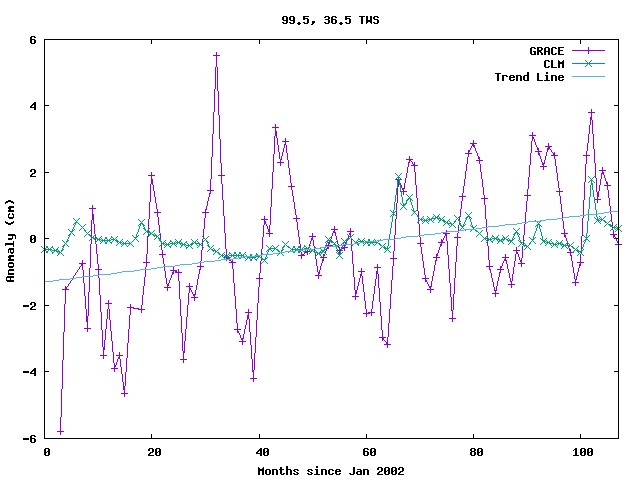 99.5, 36.5 TWS
GRACE
CLM
Trend Line
6
4
2
0
-2
-4
-6
Anomaly (cm)
0 20 40 60 80 100
Months since Jan 2002